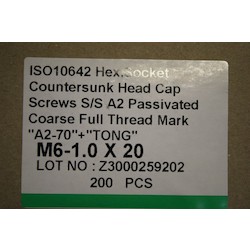 ISO10642 Hex.Socket
Countersunk Head Cap
Screws S/S A2 Passivated
Coarse Full Thread Mark
"A2-70"+"TONG"
M6-1.0 X 20
LOT NO : Z3000259202
200 PCS